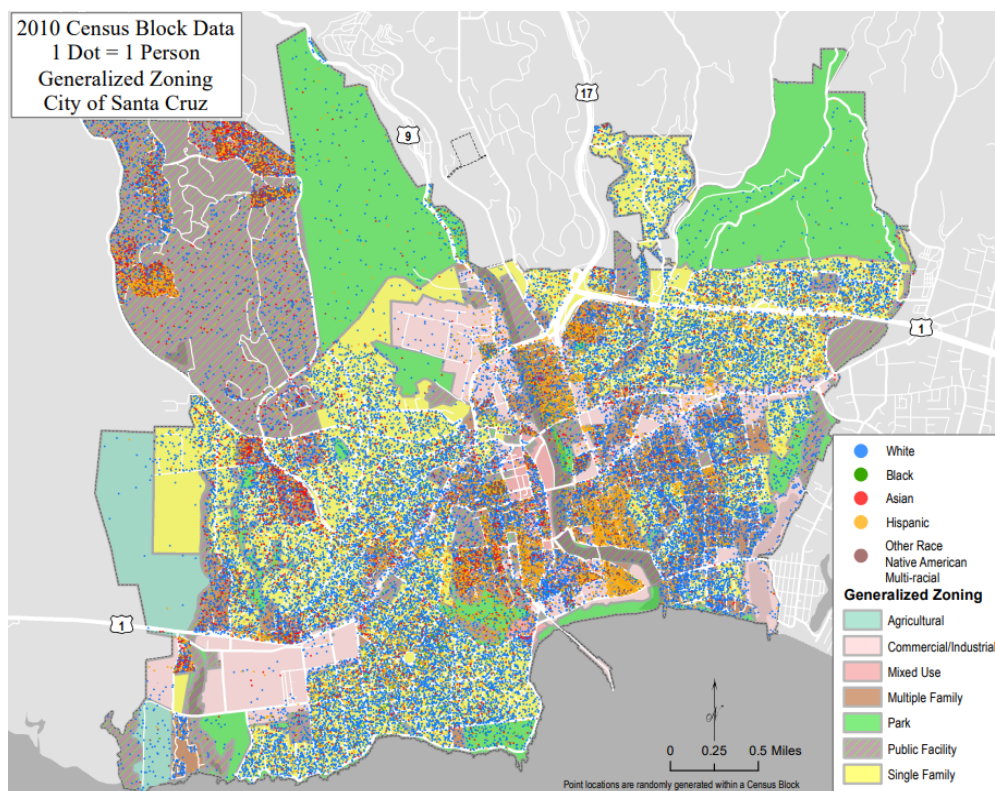 2010 Census Block Data
1 Dot = 1 Person
Generalized Zoning
City of Santa Cruz
17
9
1
1
White
Black
Asian
Hispanic
Other Race
Native American
Multi-racial
Generalized Zoning
Agricultural
Commercial/Industrial
Mixed Use
Multiple Family
Park
Public Facility
Single Family
N
0 0.25 0.5 Miles
Point locations are randomly generated within a Census Block